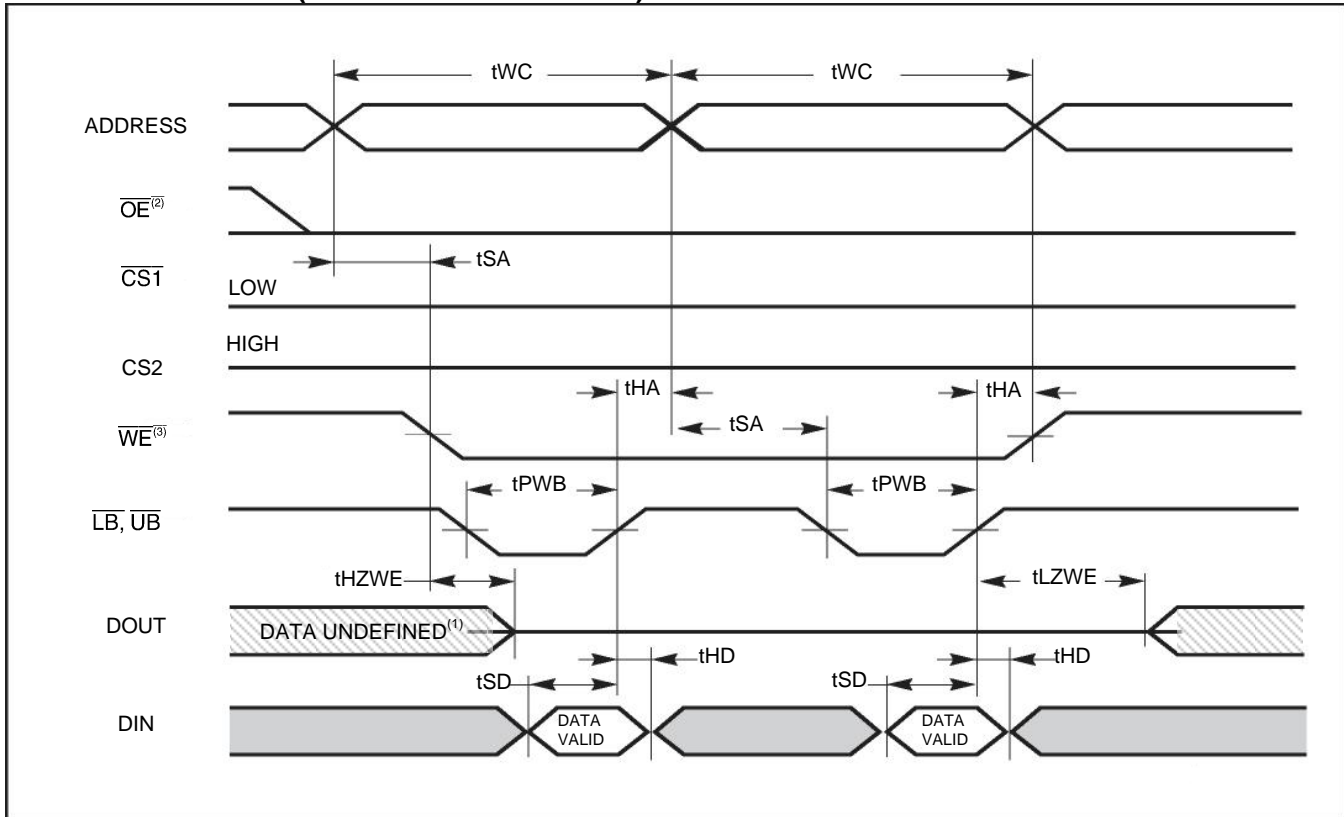 tWC tWC
ADDRESS
OE(2)
tSA
CS1
LOW
HIGH
CS2
tHA tHA
tSA
WE(3)
tPWB tPWB
LB, UB
tHZWE tLZWE
DOUT
DATA UNDEFINED(1)
tHD tHD
tSD tSD
DIN
DATA VALID
DATA VALID